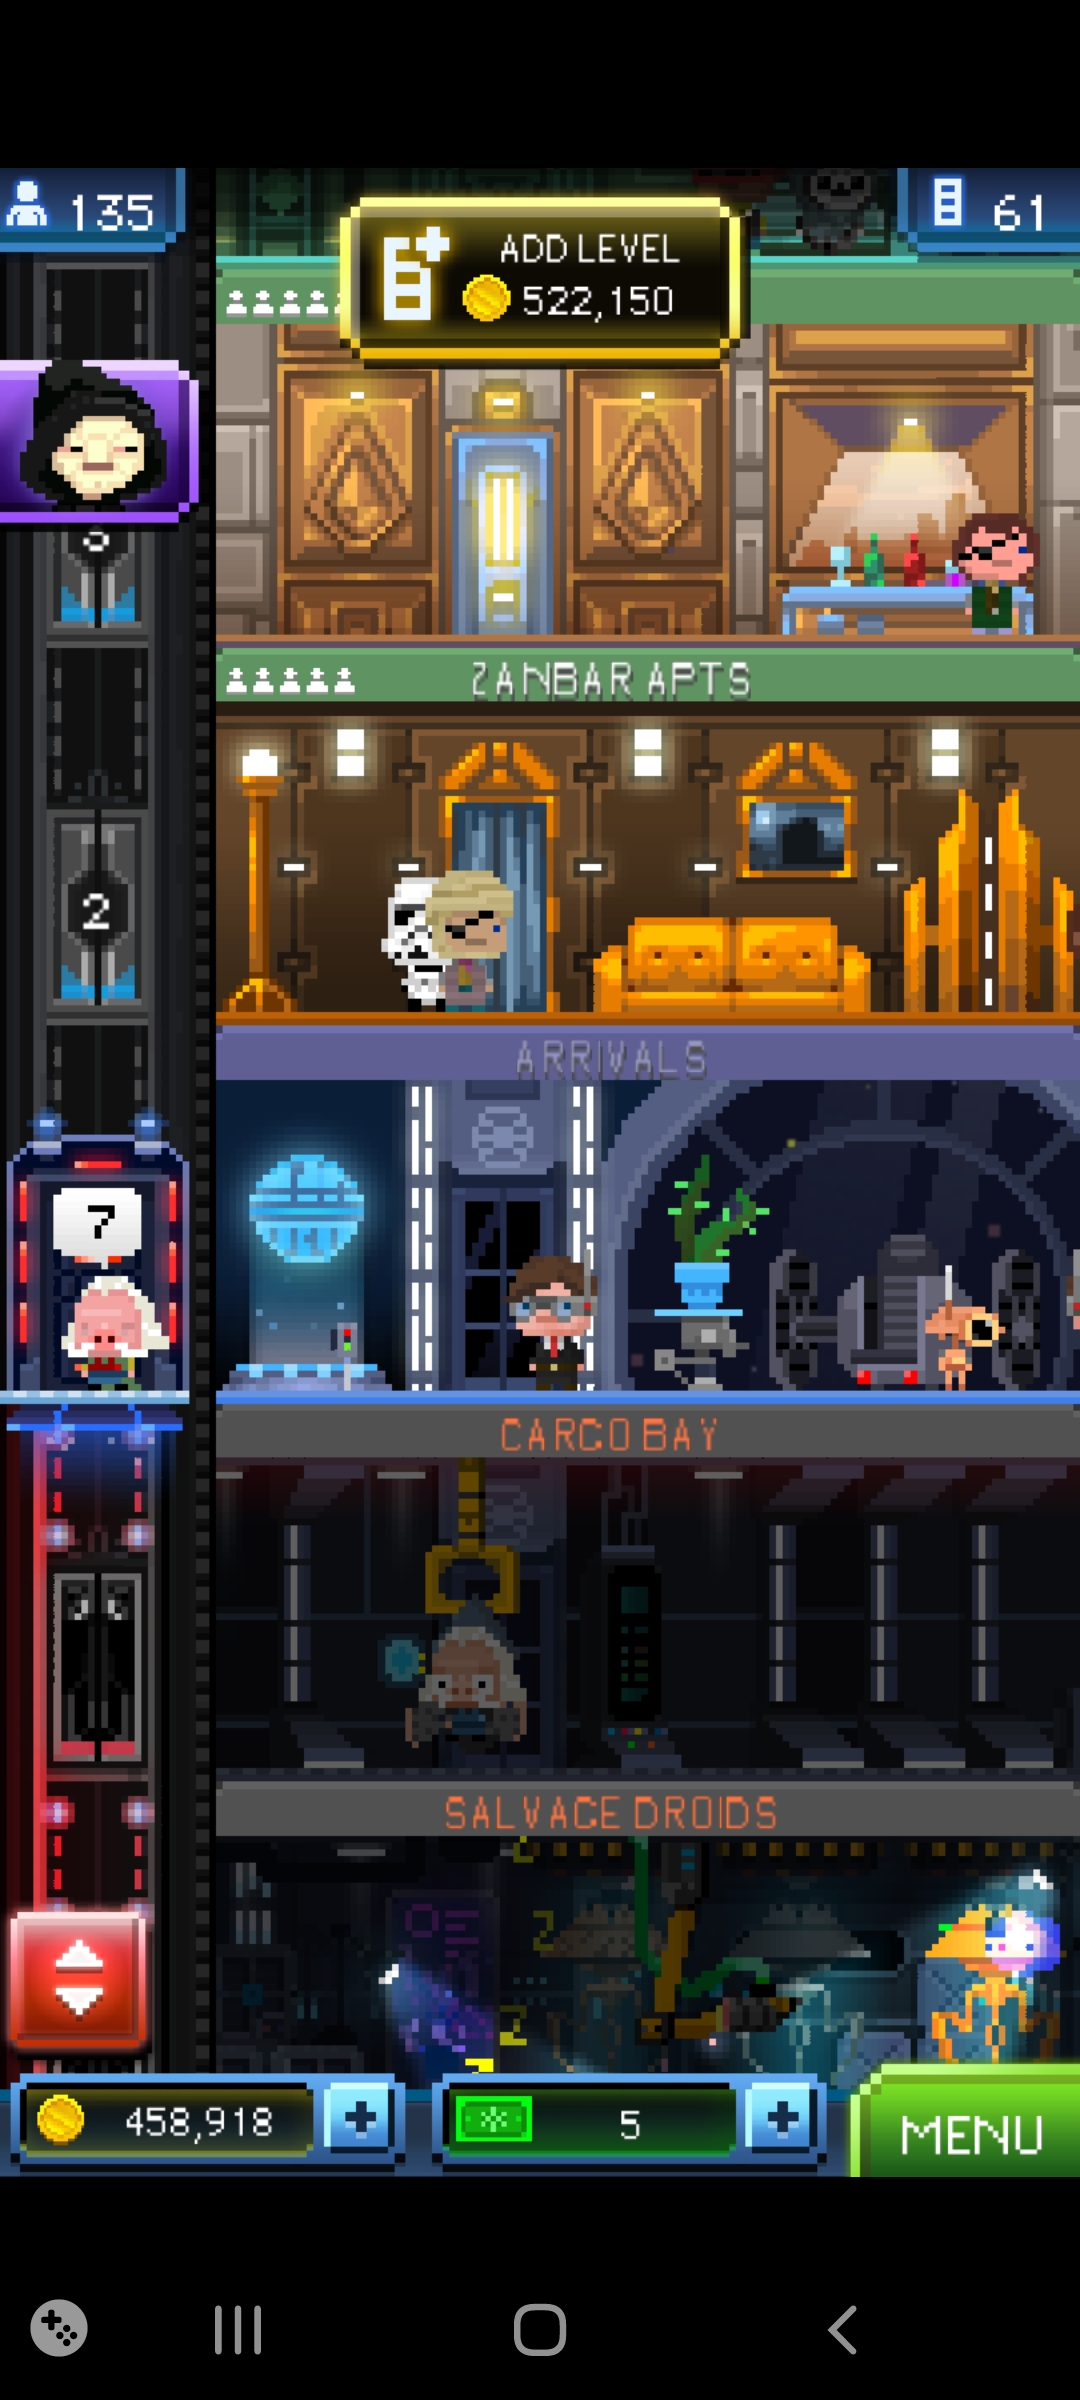 135
61
ADD LEVEL
522,150
ZANBAR APTS
2
ARRIVALS
7
CARGO BAY
SALVAGE DROIDS
458,918
5
MENU